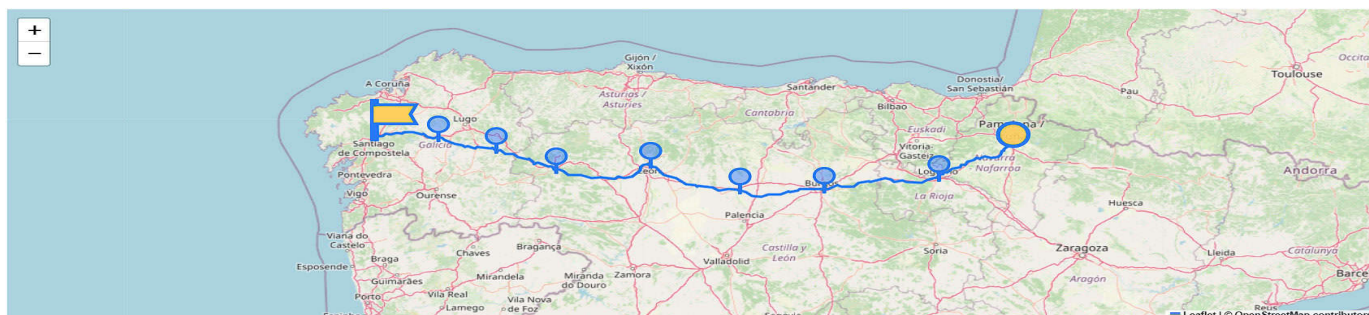 +
−
Gijón /
Xixón
Donostia/
San Sebastián
Occita
Toulouse
A Coruña
Santander
Bilbao
Pau
Asturias /
Asturies
Cantabria
Lugo
Euskadi
Galicia
Vitoria-
Gasteiz
Santiago
de Compostela
Navarra
Nafarroa
Andorra
Pontevedra
Vigo
Ourense
La Rioja
Huesca
Palencia
Viana do
Castelo
Braga
Chaves
Bragança
Castilla y
León
Soria
Zaragoza
Lleida
Catalunya
Esposende
Guimarães
Mirandela
Miranda
do Douro
Zamora
Valladolid
Aragón
Porto
Vila Real
Lamego
Vila Nova
de Foz
Reus
Leaflet | © OpenStreetMap contributors